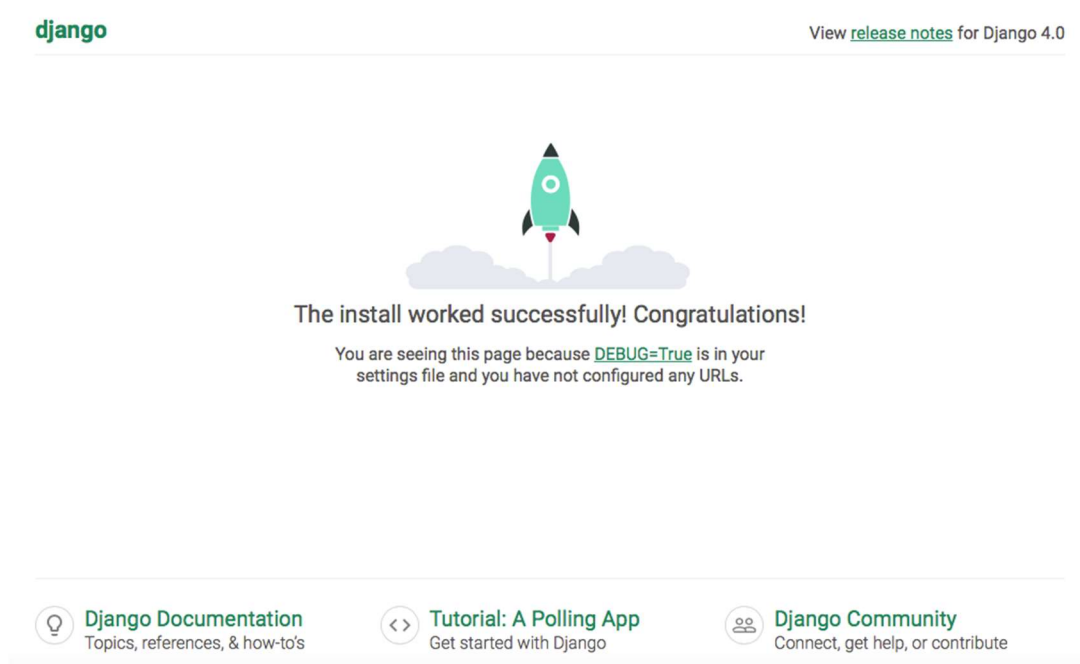 django
View release notes for Django 4.0
The install worked successfully! Congratulations!
You are seeing this page because DEBUG=True is in your
settings file and you have not configured any URLs.
Django Documentation
Topics, references, & how-to's
Tutorial: A Polling App
Get started with Django
Django Community
Connect, get help, or contribute